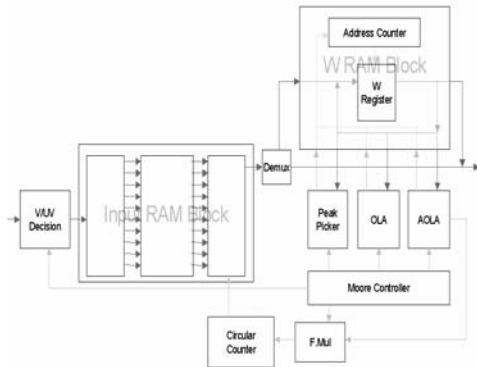 Address Counter
W RAM Block
W
Register
Demux
V/UV
Decision
Input RAM Block
Peak
Picker
OLA
AOLA
Moore Controller
Circular
Counter
F.Mul